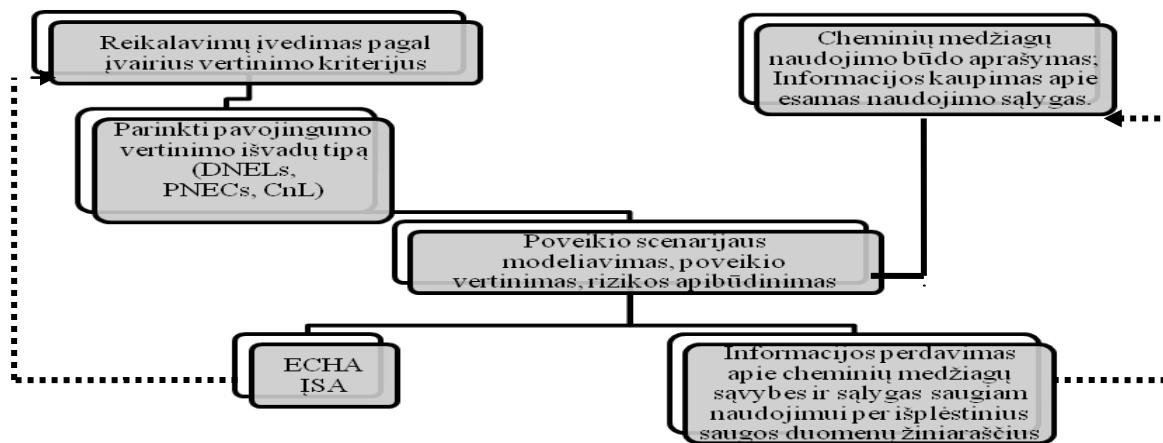 Reikalavimų įvedimas pagal
įvairius vertinimo kriterijus
Cheminių medžiagų
naudojimo būdo aprašymas;
Informacijos kaupimas apie
esamas naudojimo sąlygas.
Parinkti pavojingumo
vertinimo išvadų tipą
(DNELs,
PNECs, CnL)
Poveikio scenarijaus
modeliavimas, poveikio
vertinimas, rizikos apibūdinimas
ECHA
ĮSA
Informacijos perdavimas
apie cheminių medžiagų
sąvybes ir sąlygas saugiam
naudojimui per išplėstinius
saugos duomenų žiniaraščius